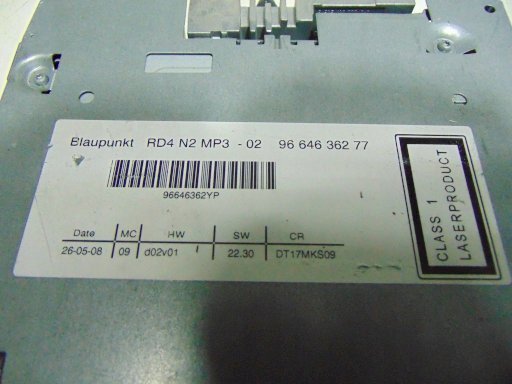 Blaupunkt RD4 N2 MP3 - 02 96 646 362 77
96646362YP
Date MC HW SW CR
26-05-08 09 d02v01 22.30 DT17MKS09
CLASS 1
LASERPRODUCT